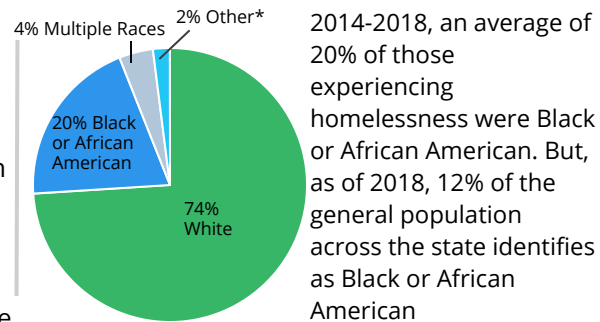 4% Multiple Races
2% Other*
20% Black
or African
American
74%
White
2014-2018, an average of
20% of those
experiencing
homelessness were Black
or African American. But,
as of 2018, 12% of the
general population
across the state identifies
as Black or African
American